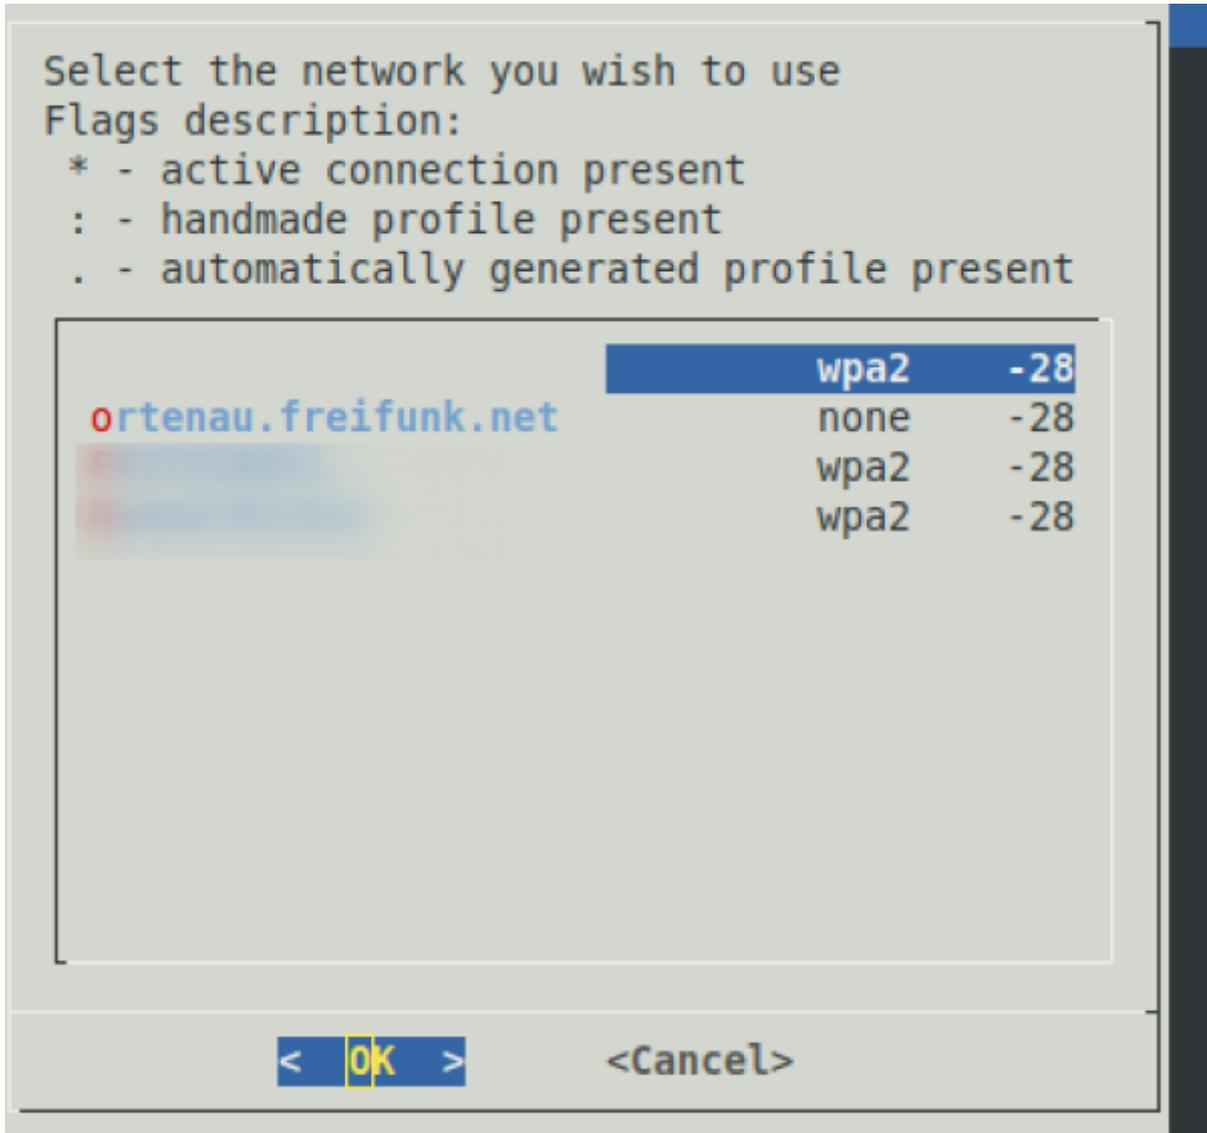 Select the network you wish to use
Flags description:
* - active connection present
: - handmade profile present
. - automatically generated profile present
wpa2 -28
ortenau.freifunk.net none -28
wpa2 -28
wpa2 -28
< OK > <Cancel>